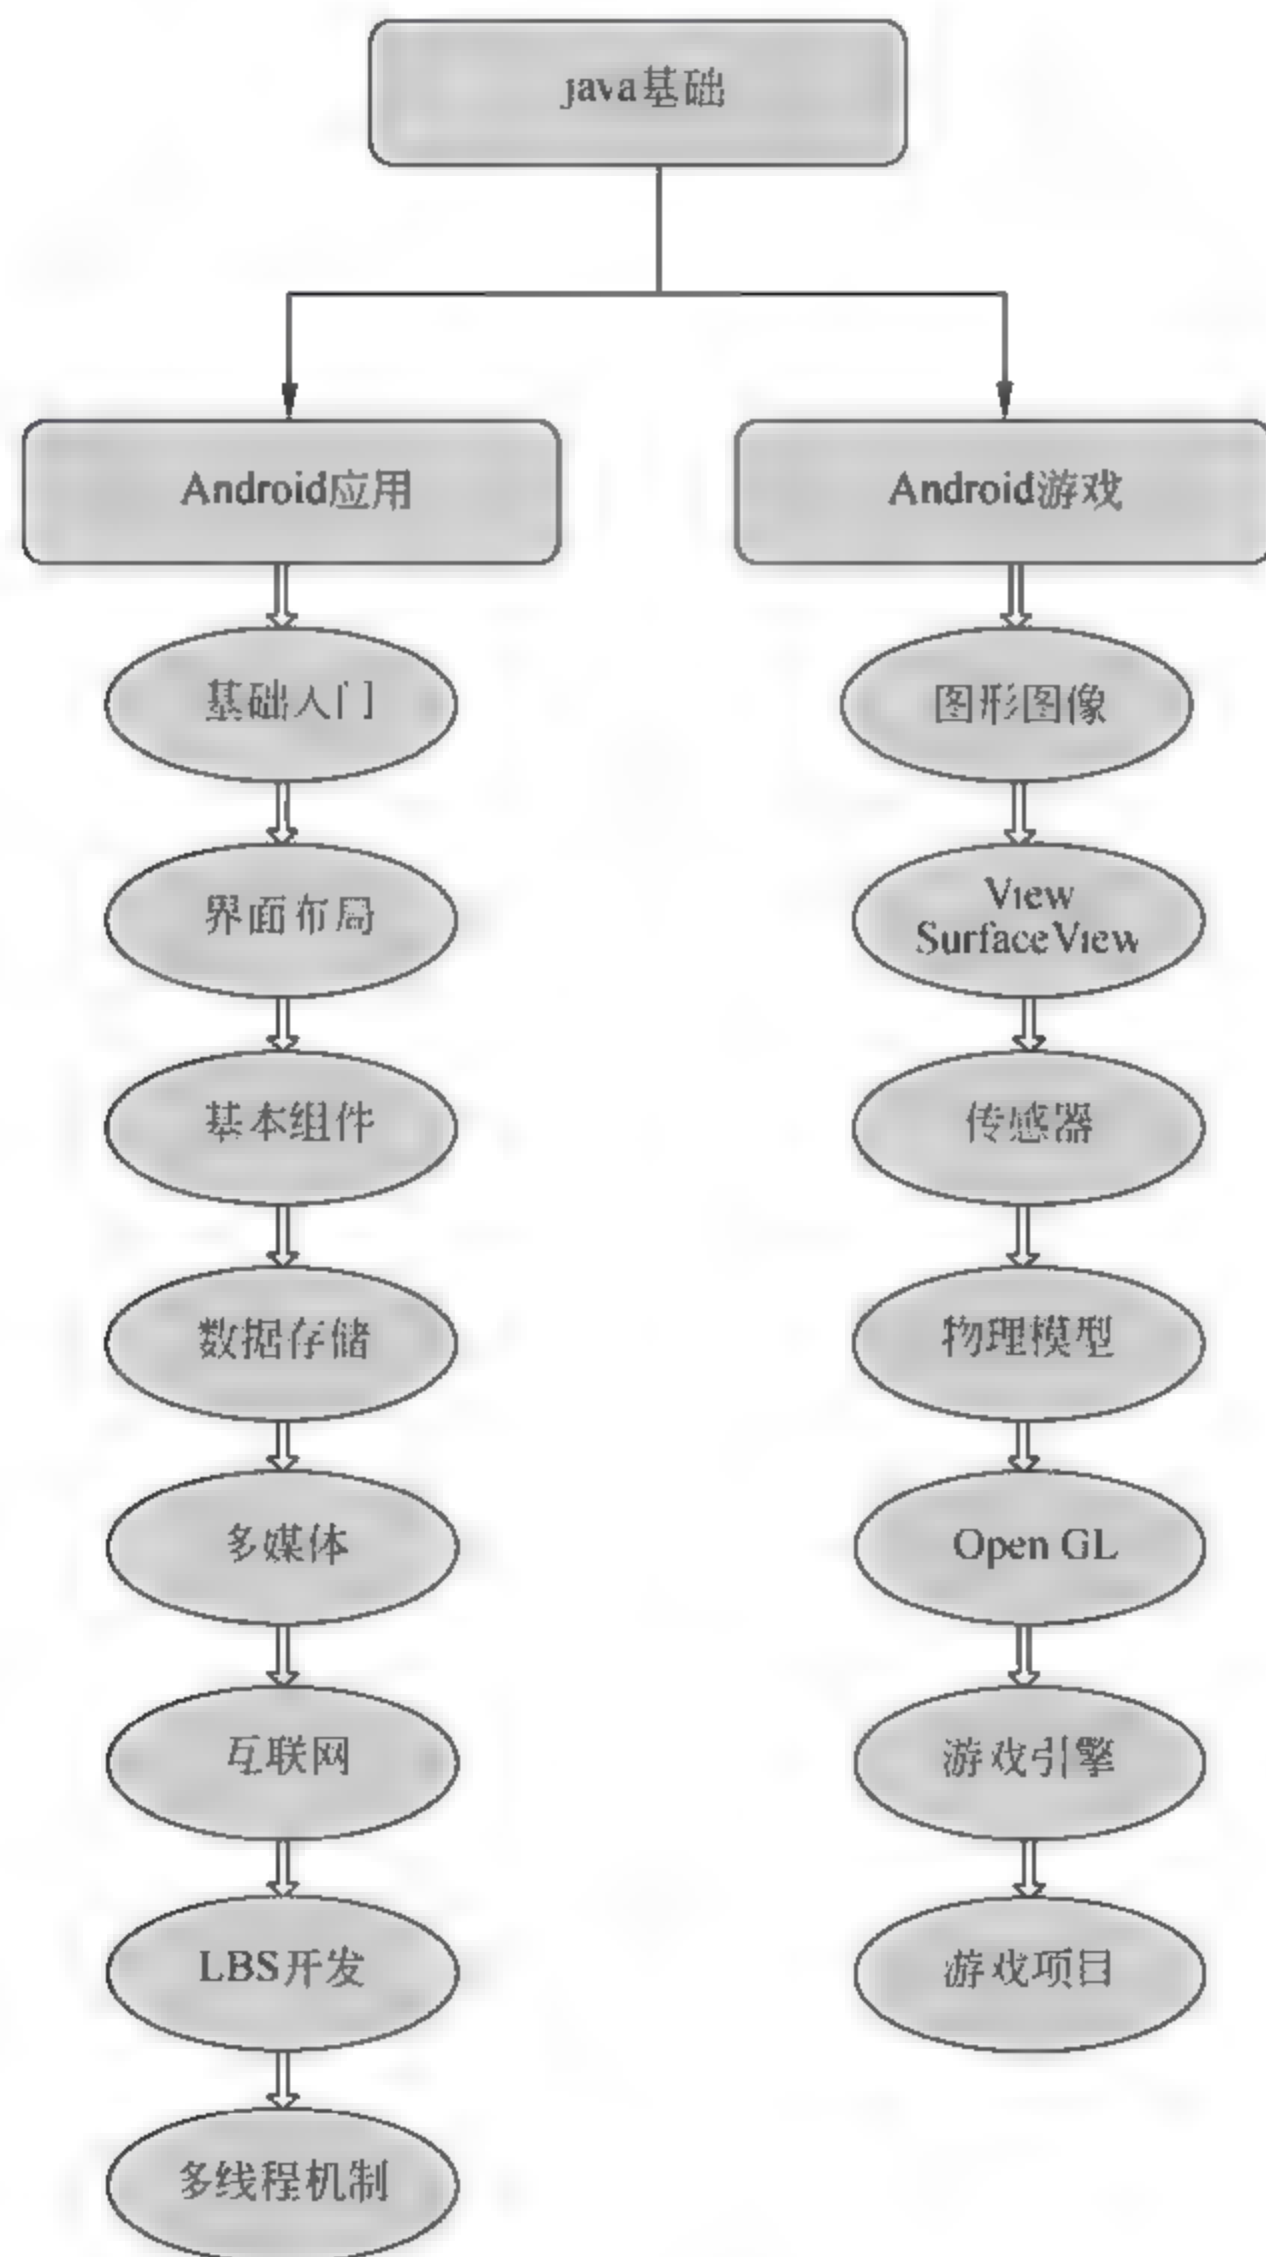 java基础
Android应用
Android游戏
基础入门
图形图像
界面布局
View
SurfaceView
基本组件
传感器
数据存储
物理模型
多媒体
Open GL
互联网
游戏引擎
LBS开发
游戏项目
多线程机制